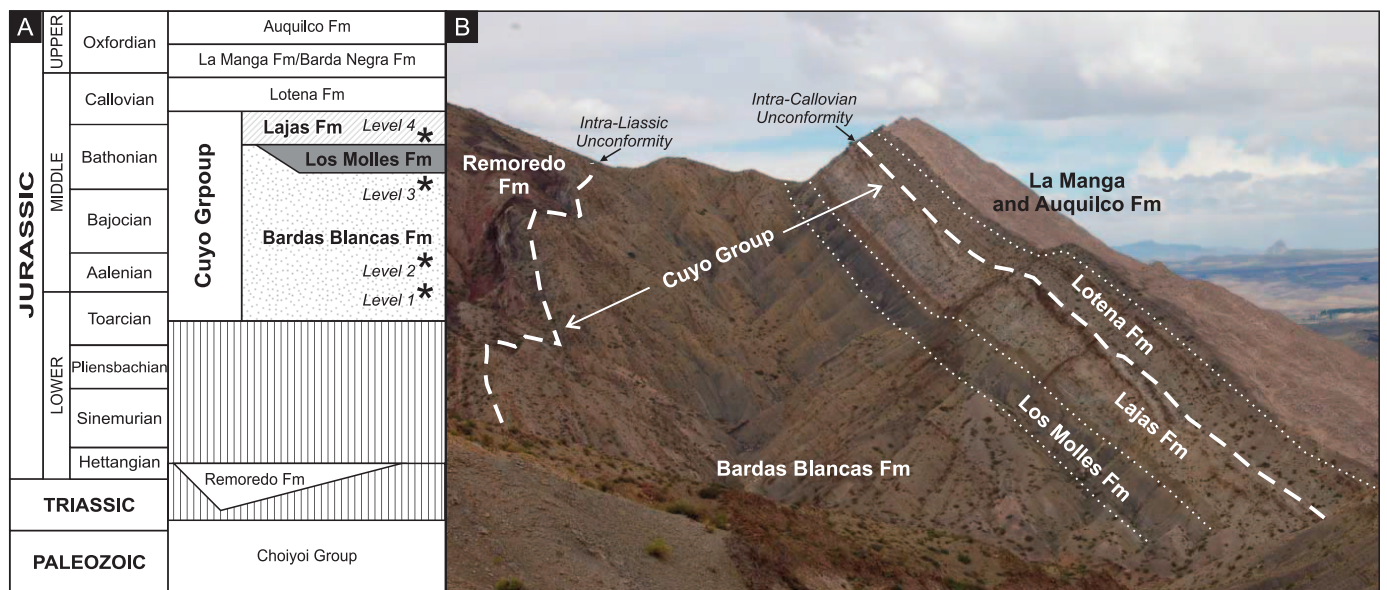 A
JURASSIC
UPPER
MIDDLE
LOWER
Oxfordian
Callovian
Bathonian
Bajocian
Aalenian
Toarcian
Pliensbachian
Sinemurian
Hettangian
TRIASSIC
PALEOZOIC
Auquilco Fm
La Manga Fm/Barda Negra Fm
Lotena Fm
Cuyo Grpoup
Lajas Fm
Level 4 *
Los Molles Fm
Level 3 *
Bardas Blancas Fm
Level 2 *
Level 1 *
Remoredo Fm
Choiyoi Group
B
Intra-Liassic
Unconformity
Intra-Callovian
Unconformity
Remoredo
Fm
La Manga
and Auquilco Fm
Cuyo Group
Lotena Fm
Lajas Fm
Los Molles Fm
Bardas Blancas Fm